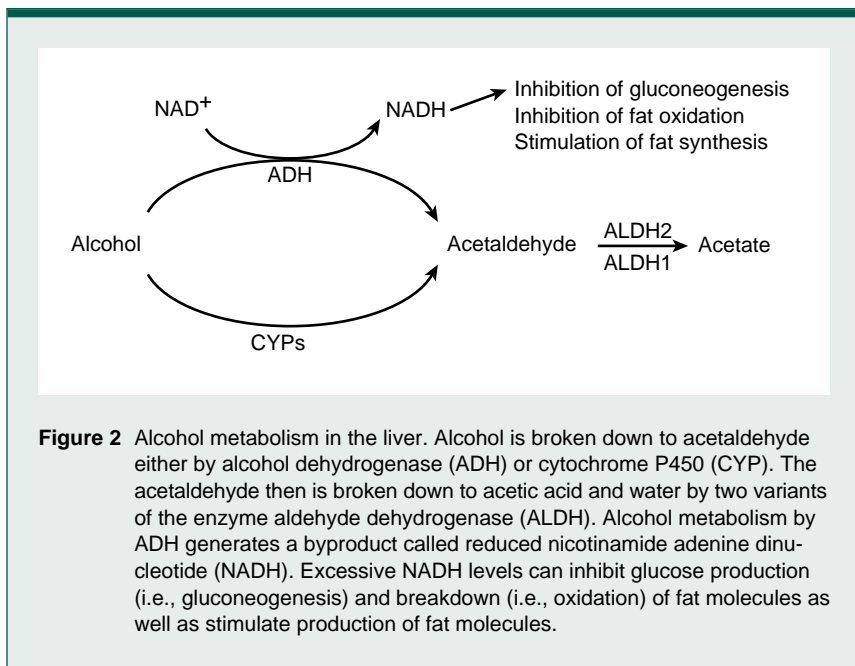 NAD+
NADH
Inhibition of gluconeogenesis
Inhibition of fat oxidation
Stimulation of fat synthesis
ADH
Alcohol
Acetaldehyde
ALDH2
ALDH1
Acetate
CYPs
Figure 2 Alcohol metabolism in the liver. Alcohol is broken down to acetaldehyde
either by alcohol dehydrogenase (ADH) or cytochrome P450 (CYP). The
acetaldehyde then is broken down to acetic acid and water by two variants
of the enzyme aldehyde dehydrogenase (ALDH). Alcohol metabolism by
ADH generates a byproduct called reduced nicotinamide adenine dinu-
cleotide (NADH). Excessive NADH levels can inhibit glucose production
(i.e., gluconeogenesis) and breakdown (i.e., oxidation) of fat molecules as
well as stimulate production of fat molecules.